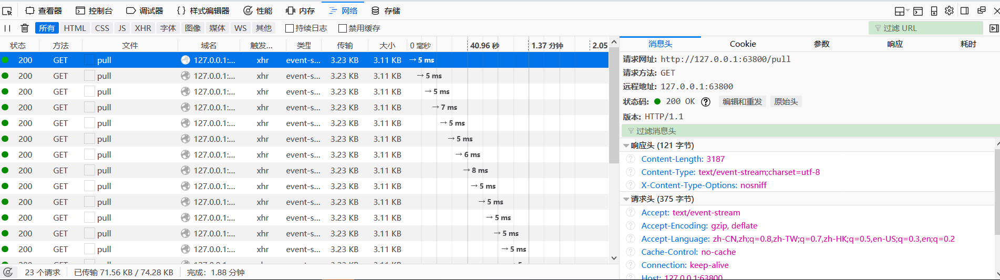 查看器 控制台 调试器 样式编辑器 性能 内存 网络 存储
所有 HTML CSS JS XHR 字体 图像 媒体 WS 其他 持续日志 禁用缓存 过滤 URL
状态 方法 文件 域名 触发... 类型 传输 大小 0 毫秒 40.96 秒 1.37 分钟 2.05
200 GET pull 127.0.0.1:... xhr event-s... 3.23 KB 3.11 KB → 5 ms
200 GET pull 127.0.0.1:... xhr event-s... 3.23 KB 3.11 KB → 5 ms
200 GET pull 127.0.0.1:... xhr event-s... 3.23 KB 3.11 KB → 5 ms
200 GET pull 127.0.0.1:... xhr event-s... 3.23 KB 3.11 KB → 7 ms
200 GET pull 127.0.0.1:... xhr event-s... 3.23 KB 3.11 KB → 5 ms
200 GET pull 127.0.0.1:... xhr event-s... 3.23 KB 3.11 KB → 5 ms
200 GET pull 127.0.0.1:... xhr event-s... 3.23 KB 3.11 KB → 6 ms
200 GET pull 127.0.0.1:... xhr event-s... 3.23 KB 3.11 KB → 8 ms
200 GET pull 127.0.0.1:... xhr event-s... 3.23 KB 3.11 KB → 5 ms
200 GET pull 127.0.0.1:... xhr event-s... 3.23 KB 3.11 KB → 5 ms
200 GET pull 127.0.0.1:... xhr event-s... 3.23 KB 3.11 KB → 5 ms
200 GET pull 127.0.0.1:... xhr event-s... 3.23 KB 3.11 KB → 5 ms
200 GET pull 127.0.0.1:... xhr event-s... 3.23 KB 3.11 KB → 5 ms
23 个请求 已传输 71.56 KB / 74.28 KB 完成：1.88 分钟
消息头 Cookie 参数 响应 耗时
请求网址: http://127.0.0.1:63800/pull
请求方法: GET
远程地址: 127.0.0.1:63800
状态码: 200 OK ? 编辑和重发 原始头
版本: HTTP/1.1
过滤消息头
响应头 (121 字节)
Content-Length: 3187
Content-Type: text/event-stream;charset=utf-8
X-Content-Type-Options: nosniff
请求头 (375 字节)
Accept: text/event-stream
Accept-Encoding: gzip, deflate
Accept-Language: zh-CN,zh;q=0.8,zh-TW;q=0.7,zh-HK;q=0.5,en-US;q=0.3,en;q=0.2
Cache-Control: no-cache
Connection: keep-alive
Host: 127.0.0.1:63800